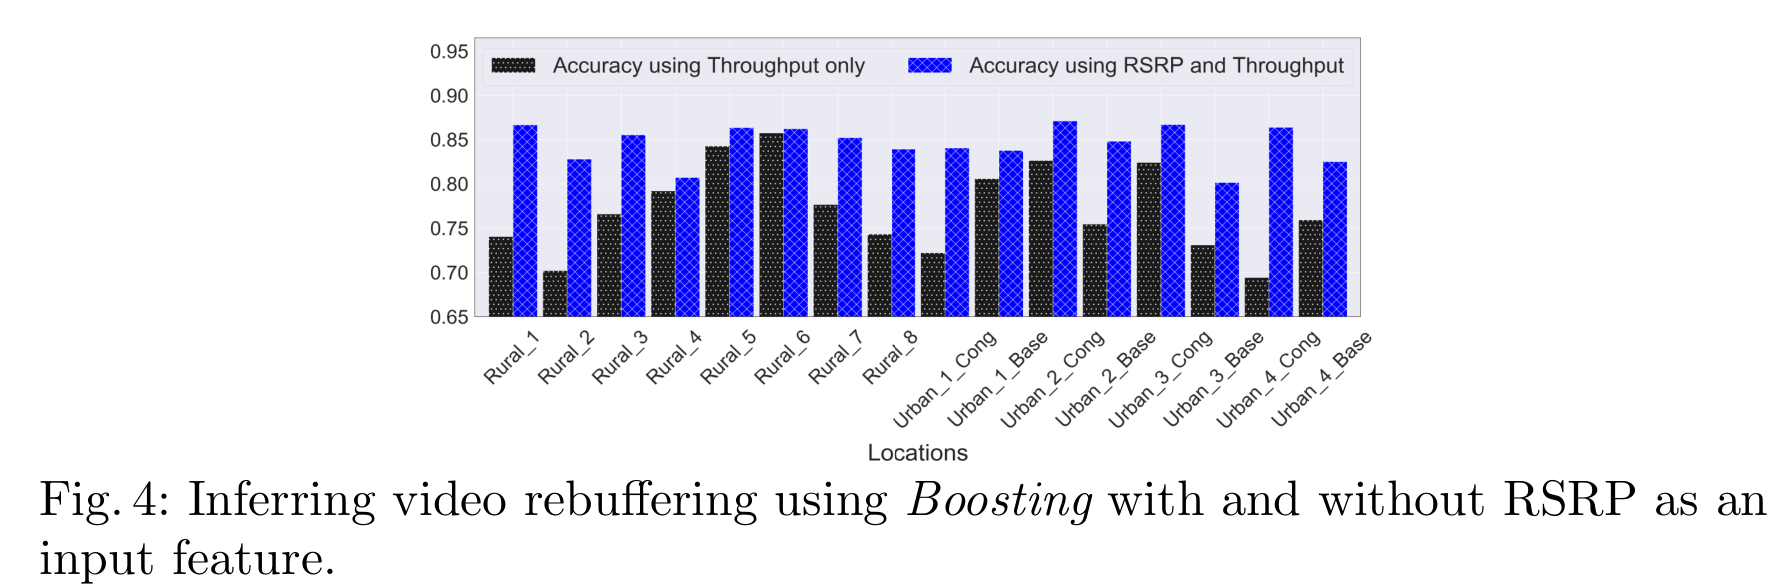 0.95
0.90
0.85
0.80
0.75
0.70
0.65
Accuracy using Throughput only
Accuracy using RSRP and Throughput
Rural_1
Rural_2
Rural_3
Rural_4
Rural_5
Rural_6
Rural_7
Rural_8
Urban_1_Cong
Urban_1_Base
Urban_2_Cong
Urban_2_Base
Urban_3_Cong
Urban_3_Base
Urban_4_Cong
Urban_4_Base
Locations
Fig. 4: Inferring video rebuffering using Boosting with and without RSRP as an
input feature.